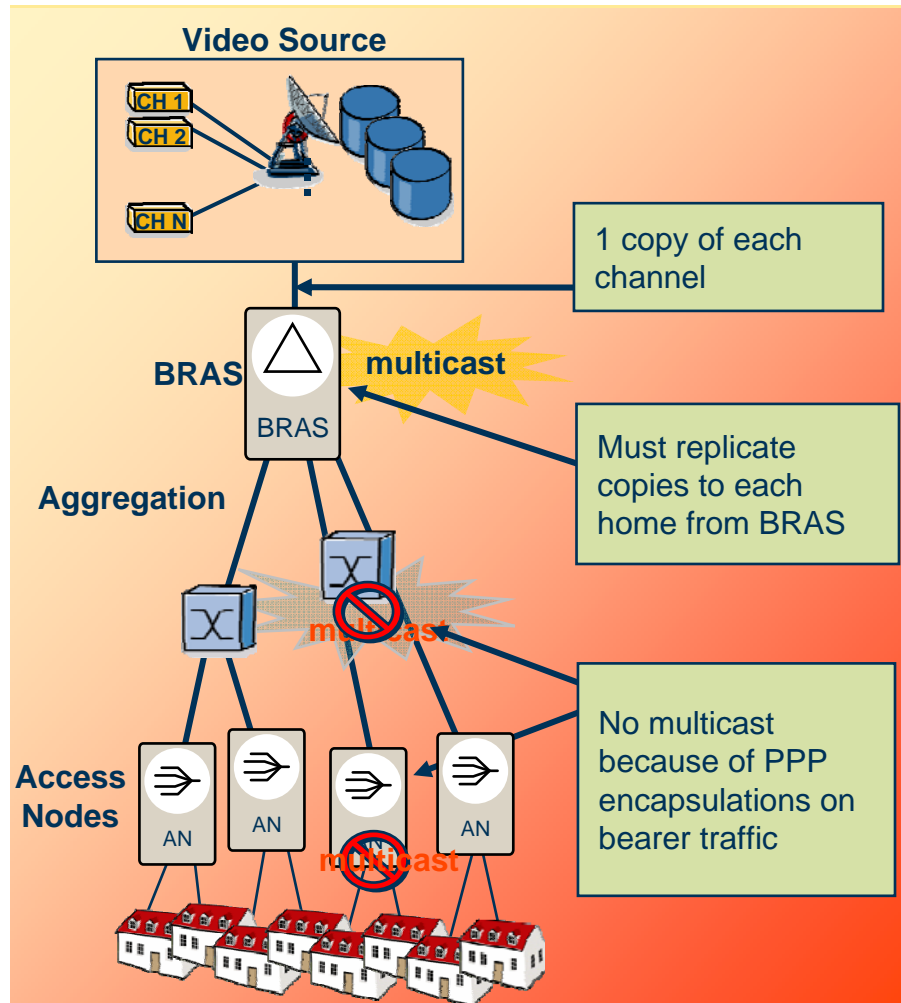 Video Source
CH 1
CH 2
CH N
1 copy of each
channel
multicast
BRAS
BRAS
Must replicate
copies to each
home from BRAS
Aggregation
multicast
No multicast
because of PPP
encapsulations on
bearer traffic
Access
Nodes
AN
AN
AN
AN
multicast